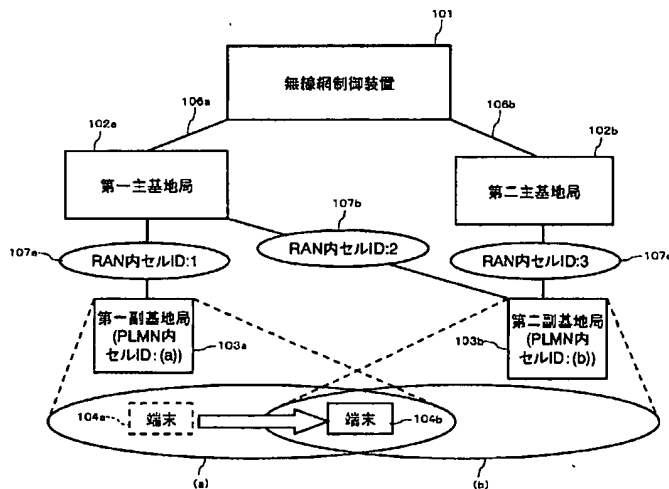 101
無線網制御装置
106a
106b
102a
102b
第一主基地局
第二主基地局
107b
107a
RAN内セルID:1
RAN内セルID:2
RAN内セルID:3
107c
第一副基地局
(PLMN内
セルID:(a))
103a
第二副基地局
(PLMN内
セルID:(b))
103b
104a
端末
端末
104b
(a)
(b)